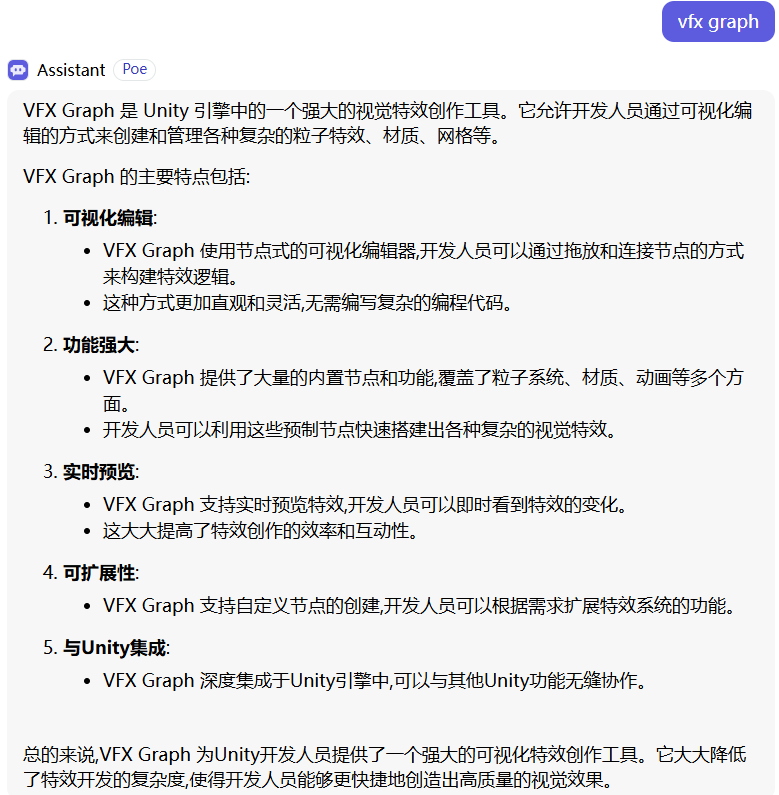 vfx graph
Assistant Poe
VFX Graph 是 Unity 引擎中的一个强大的视觉特效创作工具。它允许开发人员通过可视化编
辑的方式来创建和管理各种复杂的粒子特效、材质、网格等。
VFX Graph 的主要特点包括:
1. 可视化编辑:
• VFX Graph 使用节点式的可视化编辑器,开发人员可以通过拖放和连接节点的方式
来构建特效逻辑。
• 这种方式更加直观和灵活,无需编写复杂的编程代码。
2. 功能强大:
• VFX Graph 提供了大量的内置节点和功能,覆盖了粒子系统、材质、动画等多个方
面。
• 开发人员可以利用这些预制节点快速搭建出各种复杂的视觉特效。
3. 实时预览:
• VFX Graph 支持实时预览特效,开发人员可以即时看到特效的变化。
• 这大大提高了特效创作的效率和互动性。
4. 可扩展性:
• VFX Graph 支持自定义节点的创建,开发人员可以根据需求扩展特效系统的功能。
5. 与Unity集成:
• VFX Graph 深度集成于Unity引擎中,可以与其他Unity功能无缝协作。
总的来说,VFX Graph 为Unity开发人员提供了一个强大的可视化特效创作工具。它大大降低
了特效开发的复杂度,使得开发人员能够更快捷地创造出高质量的视觉效果。